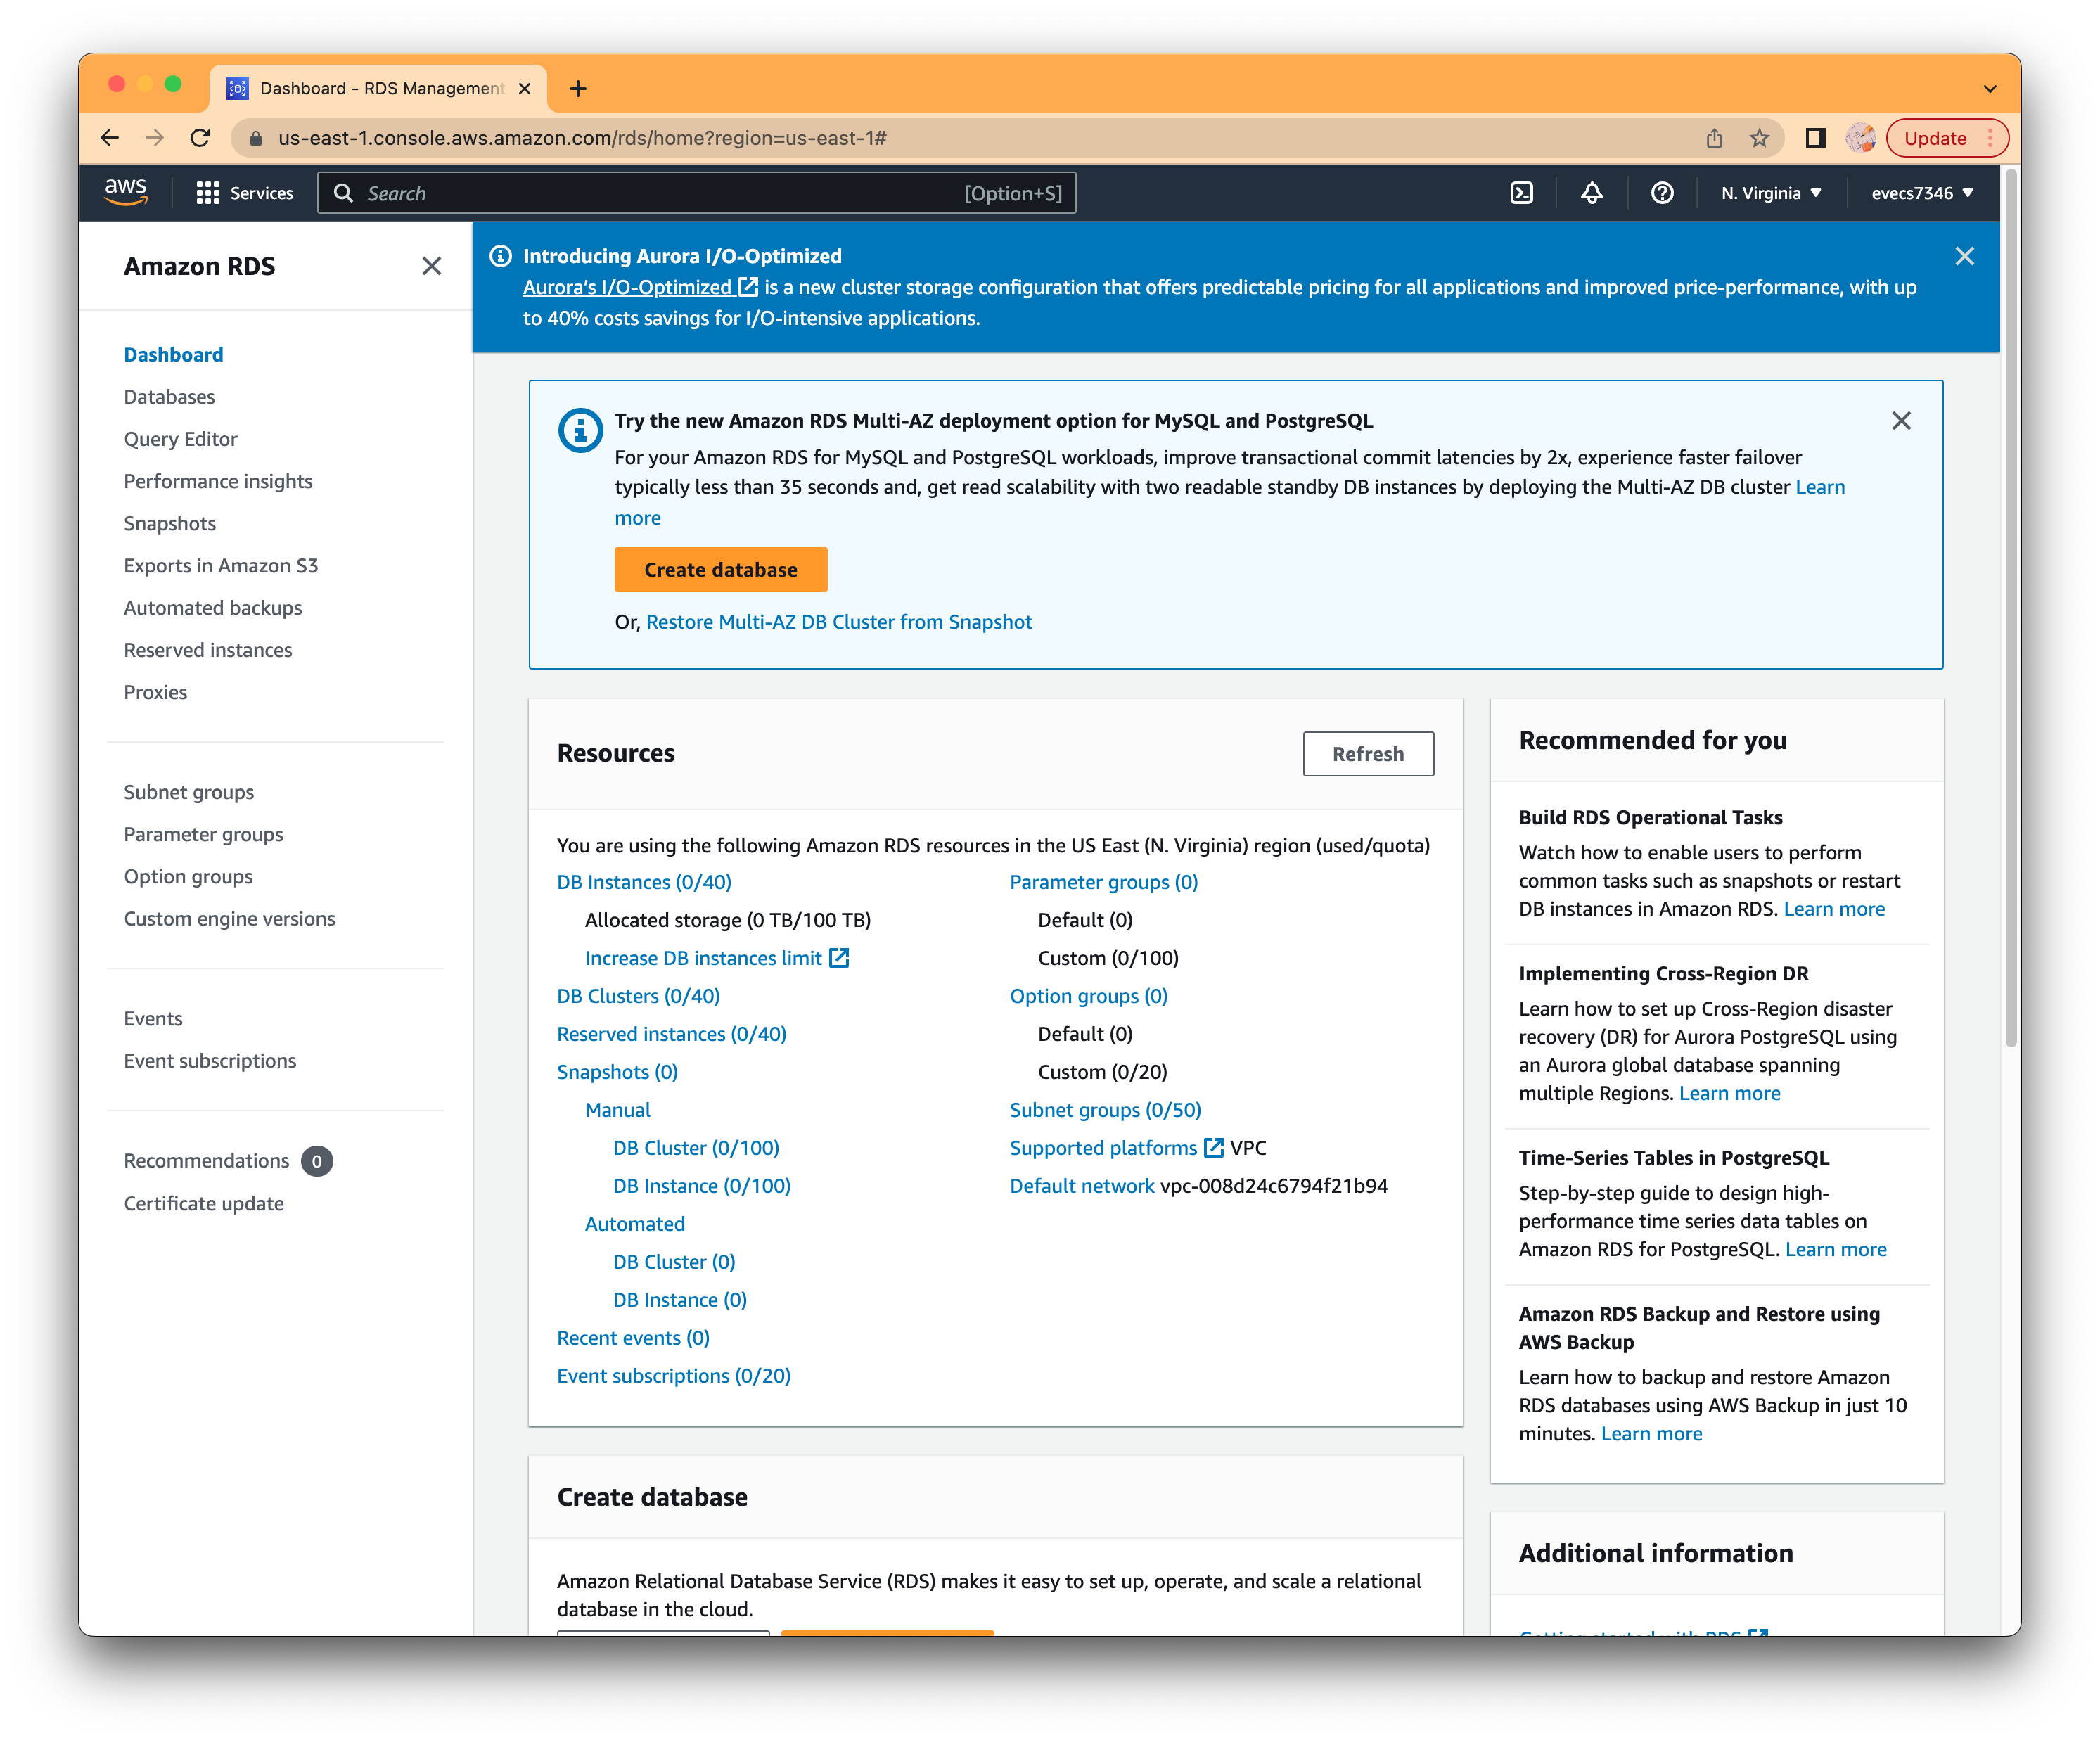 Dashboard - RDS Management
us-east-1.console.aws.amazon.com/rds/home?region=us-east-1#
Update
aws
Services
Search
[Option+S]
N. Virginia
evecs7346
Amazon RDS
Dashboard
Databases
Query Editor
Performance insights
Snapshots
Exports in Amazon S3
Automated backups
Reserved instances
Proxies
Subnet groups
Parameter groups
Option groups
Custom engine versions
Events
Event subscriptions
Recommendations 0
Certificate update
Introducing Aurora I/O-Optimized
Aurora's I/O-Optimized is a new cluster storage configuration that offers predictable pricing for all applications and improved price-performance, with up
to 40% costs savings for I/O-intensive applications.
Try the new Amazon RDS Multi-AZ deployment option for MySQL and PostgreSQL
For your Amazon RDS for MySQL and PostgreSQL workloads, improve transactional commit latencies by 2x, experience faster failover
typically less than 35 seconds and, get read scalability with two readable standby DB instances by deploying the Multi-AZ DB cluster Learn
more
Create database
Or, Restore Multi-AZ DB Cluster from Snapshot
Resources
Refresh
You are using the following Amazon RDS resources in the US East (N. Virginia) region (used/quota)
DB Instances (0/40)
Allocated storage (0 TB/100 TB)
Increase DB instances limit
DB Clusters (0/40)
Reserved instances (0/40)
Snapshots (0)
Manual
DB Cluster (0/100)
DB Instance (0/100)
Automated
DB Cluster (0)
DB Instance (0)
Recent events (0)
Event subscriptions (0/20)
Parameter groups (0)
Default (0)
Custom (0/100)
Option groups (0)
Default (0)
Custom (0/20)
Subnet groups (0/50)
Supported platforms VPC
Default network vpc-008d24c6794f21b94
Create database
Amazon Relational Database Service (RDS) makes it easy to set up, operate, and scale a relational
database in the cloud.
Recommended for you
Build RDS Operational Tasks
Watch how to enable users to perform
common tasks such as snapshots or restart
DB instances in Amazon RDS. Learn more
Implementing Cross-Region DR
Learn how to set up Cross-Region disaster
recovery (DR) for Aurora PostgreSQL using
an Aurora global database spanning
multiple Regions. Learn more
Time-Series Tables in PostgreSQL
Step-by-step guide to design high-
performance time series data tables on
Amazon RDS for PostgreSQL. Learn more
Amazon RDS Backup and Restore using
AWS Backup
Learn how to backup and restore Amazon
RDS databases using AWS Backup in just 10
minutes. Learn more
Additional information
Getting started with RDS